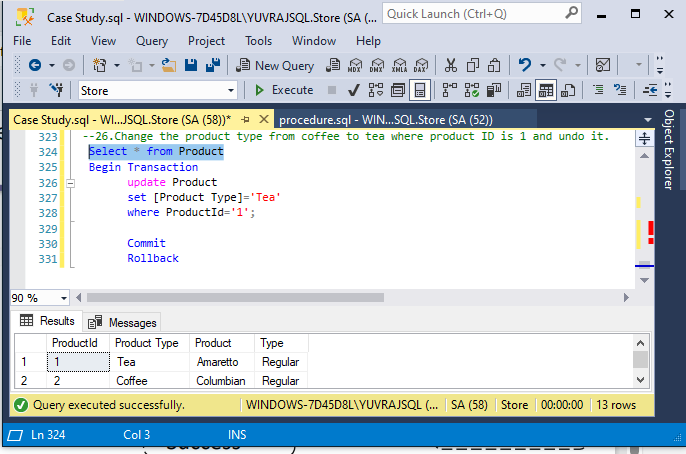 Case Study.sql - WINDOWS-7D45D8L\YUVRAJSQL.Store (SA (...
Quick Launch (Ctrl+Q)
File Edit View Query Project Tools Window Help
New Query MDX DMX XMLA DAX
Store Execute
Case Study.sql - WI...JSQL.Store (SA (58))* procedure.sql - WIN...SQL.Store (SA (52))
Object Explorer
323 --26.Change the product type from coffee to tea where product ID is 1 and undo it.
324 Select * from Product
325 Begin Transaction
326 update Product
327 set [Product Type]='Tea'
328 where ProductId='1';
329
330 Commit
331 Rollback
90 %
Results Messages
ProductId Product Type Product Type
1 1 Tea Amaretto Regular
2 2 Coffee Columbian Regular
Query executed successfully. WINDOWS-7D45D8L\YUVRAJSQL (... SA (58) Store 00:00:00 13 rows
Ln 324 Col 3 INS